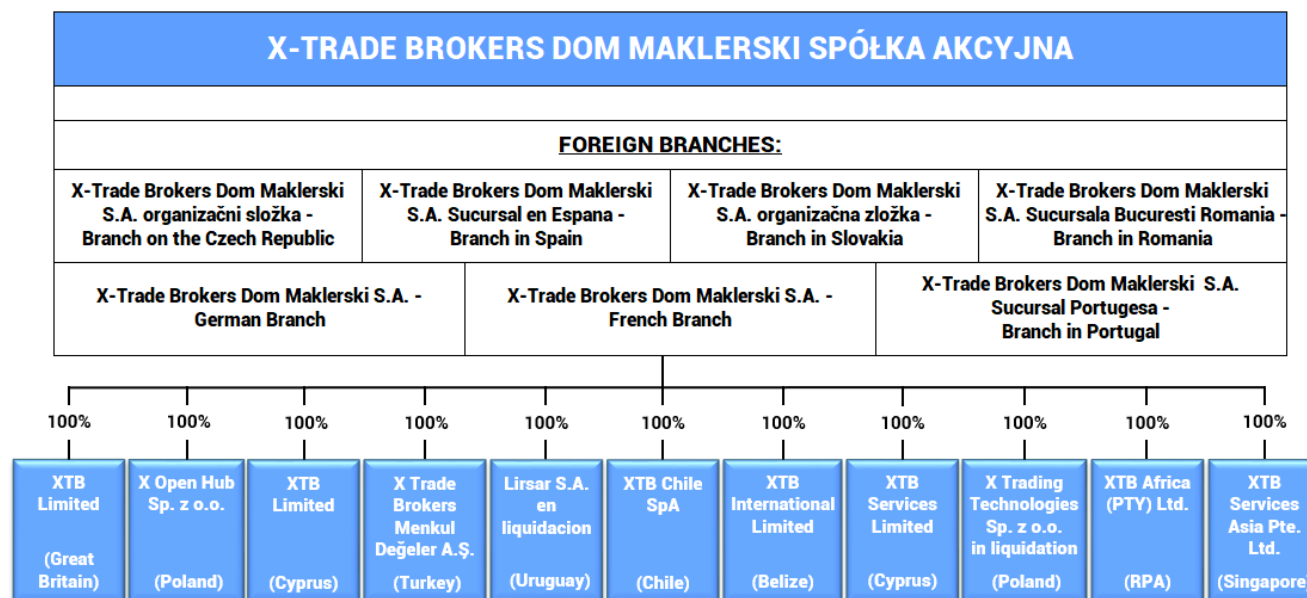 X-TRADE BROKERS DOM MAKLERSKI SPÓŁKA AKCYJNA
FOREIGN BRANCHES:
X-Trade Brokers Dom Maklerski
S.A. organizačni složka -
Branch on the Czech Republic
X-Trade Brokers Dom Maklerski
S.A. Sucursal en Espana -
Branch in Spain
X-Trade Brokers Dom Maklerski
S.A. organizačna zložka -
Branch in Slovakia
X-Trade Brokers Dom Maklerski
S.A. Sucursala Bucuresti Romania -
Branch in Romania
X-Trade Brokers Dom Maklerski S.A. -
German Branch
X-Trade Brokers Dom Maklerski S.A. -
French Branch
X-Trade Brokers Dom Maklerski S.A.
Sucursal Portugesa -
Branch in Portugal
100% 100% 100% 100% 100% 100% 100% 100% 100% 100% 100%
XTB
Limited
(Great
Britain)
X Open Hub
Sp. z o.o.
(Poland)
XTB
Limited
(Cyprus)
X Trade
Brokers
Menkul
Değeler A.Ş.
(Turkey)
Lirsar S.A.
en
liquidacion
(Uruguay)
XTB Chile
SpA
(Chile)
XTB
International
Limited
(Belize)
XTB
Services
Limited
(Cyprus)
X Trading
Technologies
Sp. z o.o.
in liquidation
(Poland)
XTB Africa
(PTY) Ltd.
(RPA)
XTB
Services
Asia Pte.
Ltd.
(Singapore